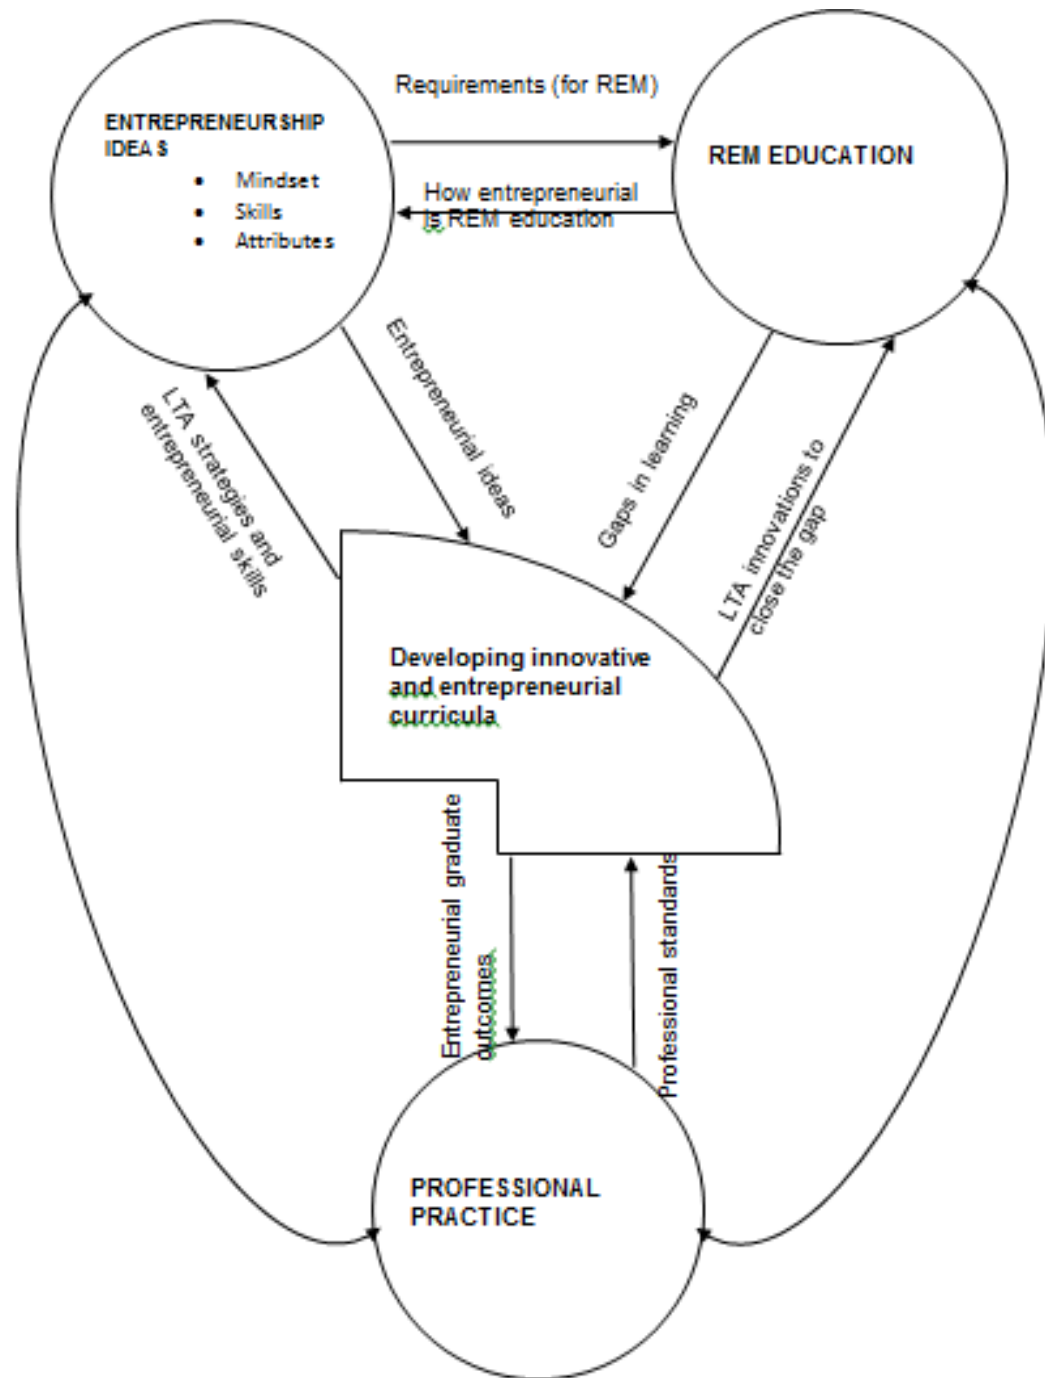 Requirements (for REM)
ENTREPRENEURSHIP
IDEAS
• Mindset
• Skills
• Attributes
REM EDUCATION
How entrepreneurial
is REM education
Entrepreneurial ideas
LTA strategies and
entrepreneurial skills
Gaps in learning
LTA innovations to
close the gap
Developing innovative
and entrepreneurial
curricula
Entrepreneurial graduate
outcomes
Professional standards
PROFESSIONAL
PRACTICE